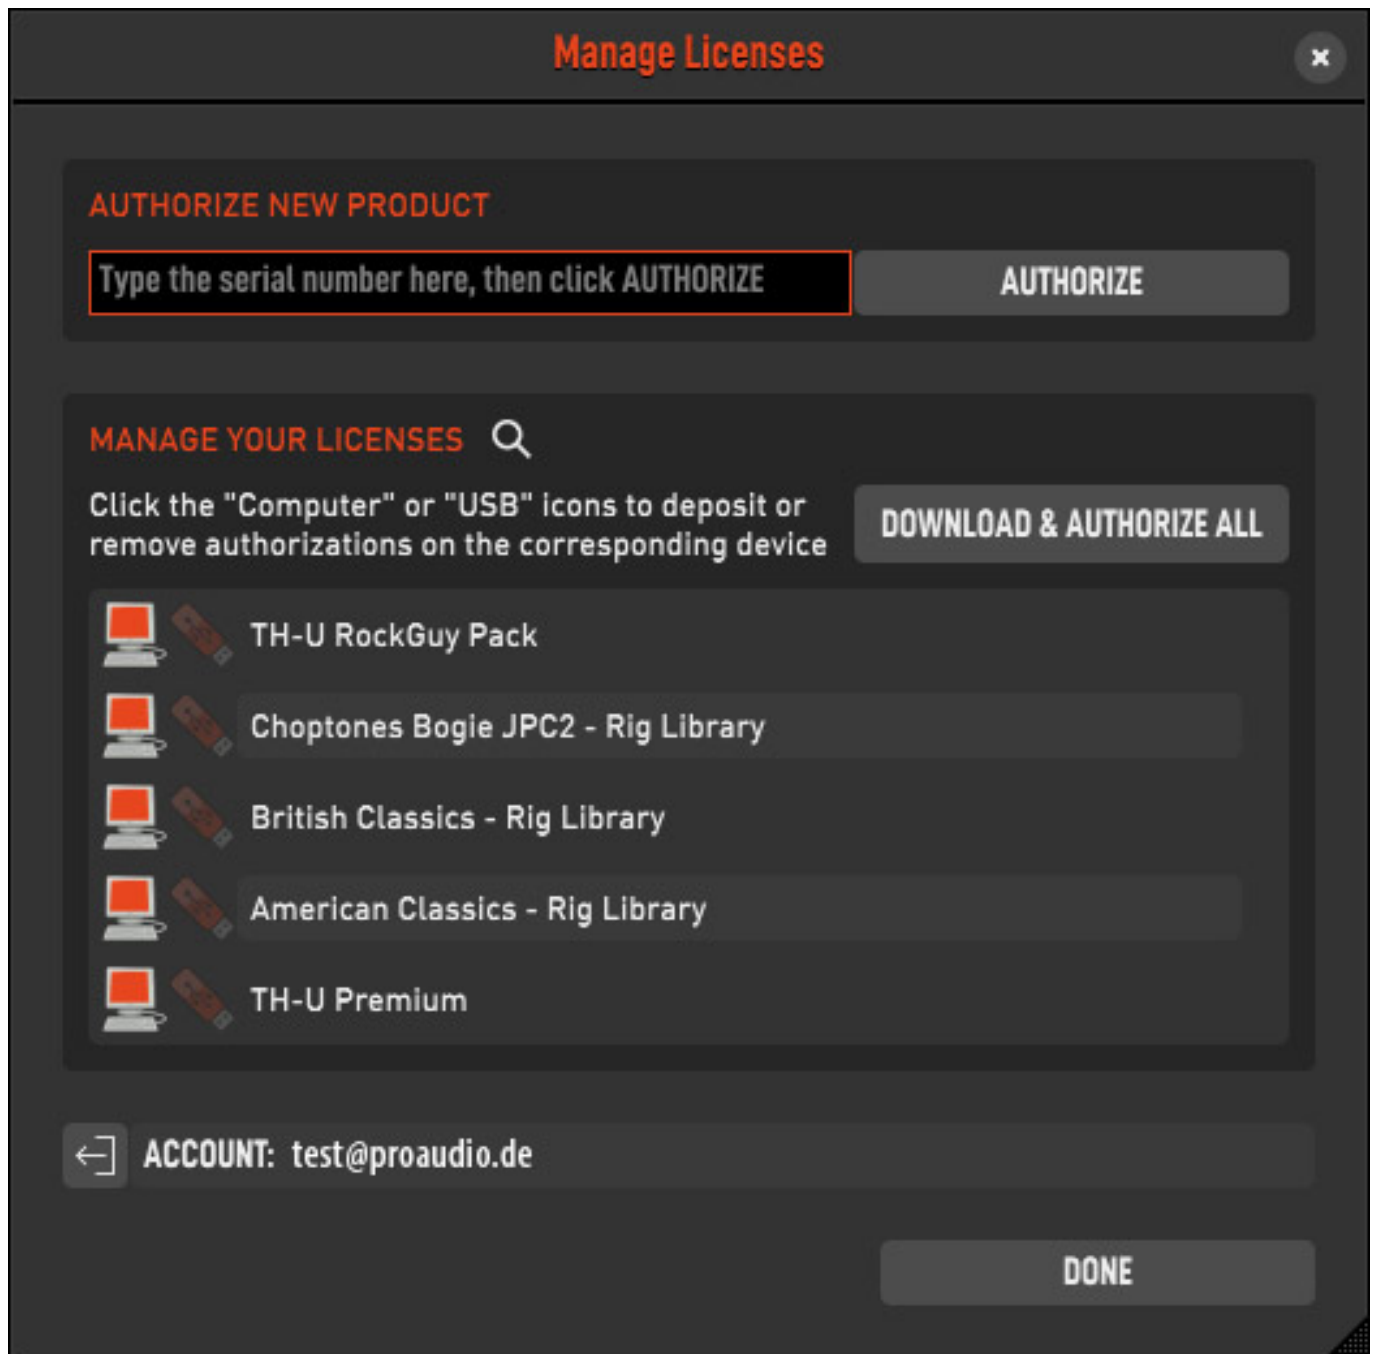 Manage Licenses
AUTHORIZE NEW PRODUCT
Type the serial number here, then click AUTHORIZE
AUTHORIZE
MANAGE YOUR LICENSES
Click the "Computer" or "USB" icons to deposit or
remove authorizations on the corresponding device
DOWNLOAD & AUTHORIZE ALL
TH-U RockGuy Pack
Choptones Bogie JPC2 - Rig Library
British Classics - Rig Library
American Classics - Rig Library
TH-U Premium
ACCOUNT: test@proaudio.de
DONE